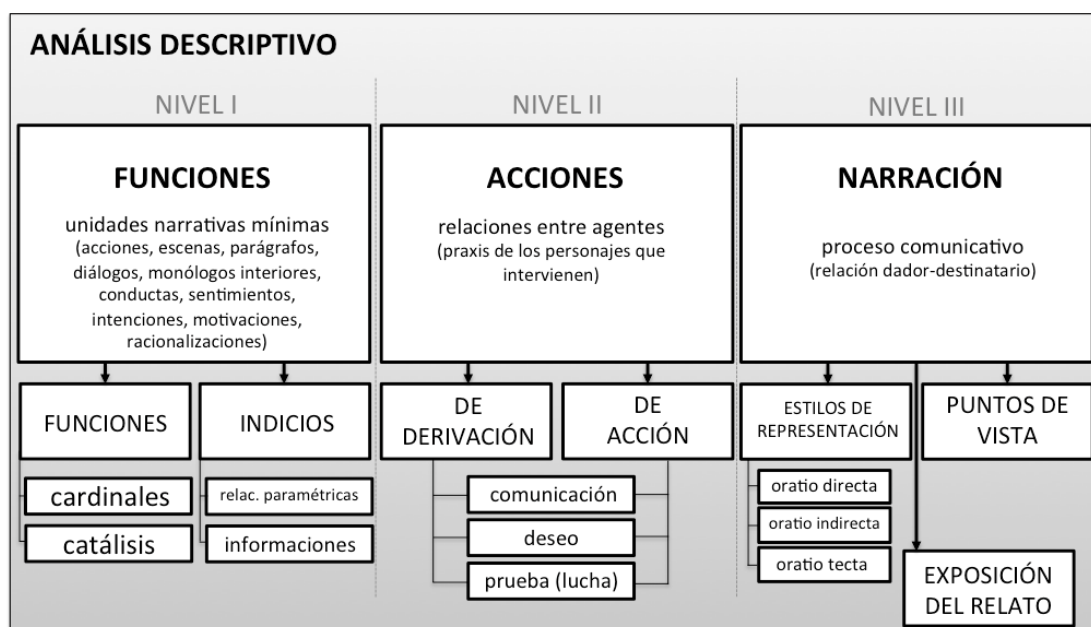 ANÁLISIS DESCRIPTIVO
NIVEL I
NIVEL II
NIVEL III
FUNCIONES
unidades narrativas mínimas
(acciones, escenas, parágrafos,
diálogos, monólogos interiores,
conductas, sentimientos,
intenciones, motivaciones,
racionalizaciones)
ACCIONES
relaciones entre agentes
(praxis de los personajes que
intervienen)
NARRACIÓN
proceso comunicativo
(relación dador-destinatario)
FUNCIONES
INDICIOS
DE
DERIVACIÓN
DE
ACCIÓN
ESTILOS DE
REPRESENTACIÓN
PUNTOS DE
VISTA
cardinales
catálisis
relac. paramétricas
informaciones
comunicación
deseo
prueba (lucha)
oratio directa
oratio indirecta
oratio tecta
EXPOSICIÓN
DEL RELATO